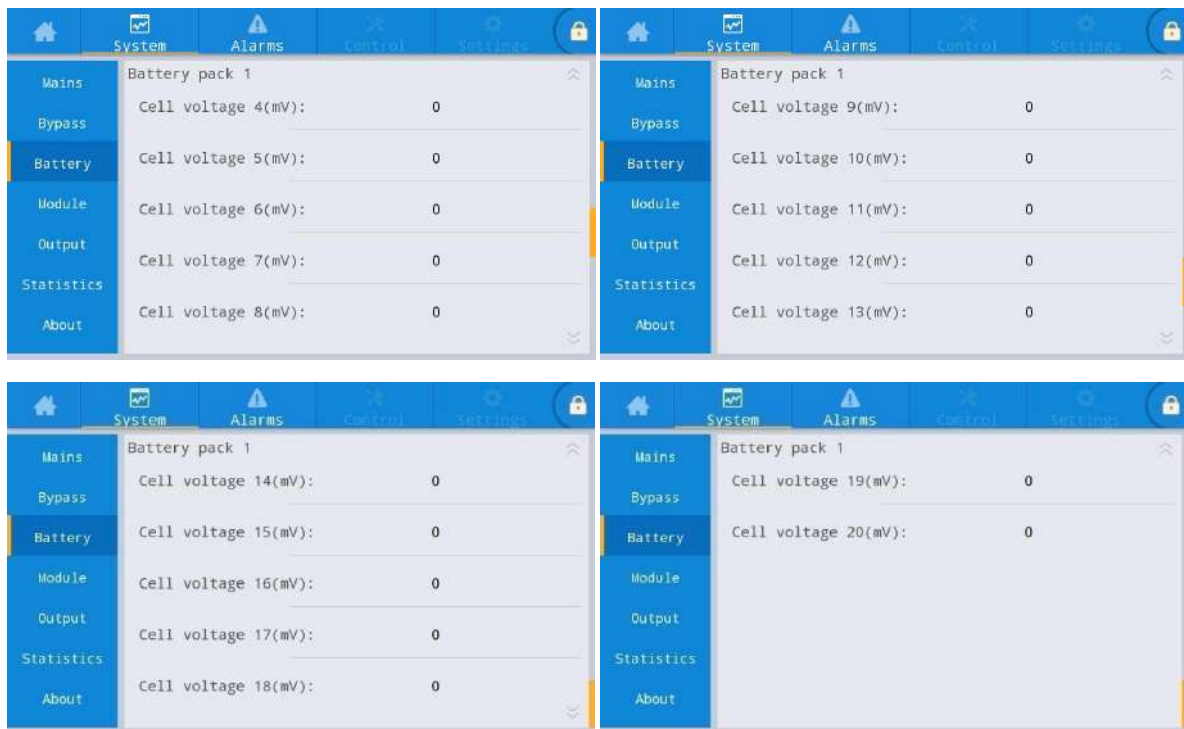 System Alarms Control Settings
Mains
Bypass
Battery
Module
Output
Statistics
About
Battery pack 1
Cell voltage 4(mV): 0
Cell voltage 5(mV): 0
Cell voltage 6(mV): 0
Cell voltage 7(mV): 0
Cell voltage 8(mV): 0
System Alarms Control Settings
Mains
Bypass
Battery
Module
Output
Statistics
About
Battery pack 1
Cell voltage 9(mV): 0
Cell voltage 10(mV): 0
Cell voltage 11(mV): 0
Cell voltage 12(mV): 0
Cell voltage 13(mV): 0
System Alarms Control Settings
Mains
Bypass
Battery
Module
Output
Statistics
About
Battery pack 1
Cell voltage 14(mV): 0
Cell voltage 15(mV): 0
Cell voltage 16(mV): 0
Cell voltage 17(mV): 0
Cell voltage 18(mV): 0
System Alarms Control Settings
Mains
Bypass
Battery
Module
Output
Statistics
About
Battery pack 1
Cell voltage 19(mV): 0
Cell voltage 20(mV): 0